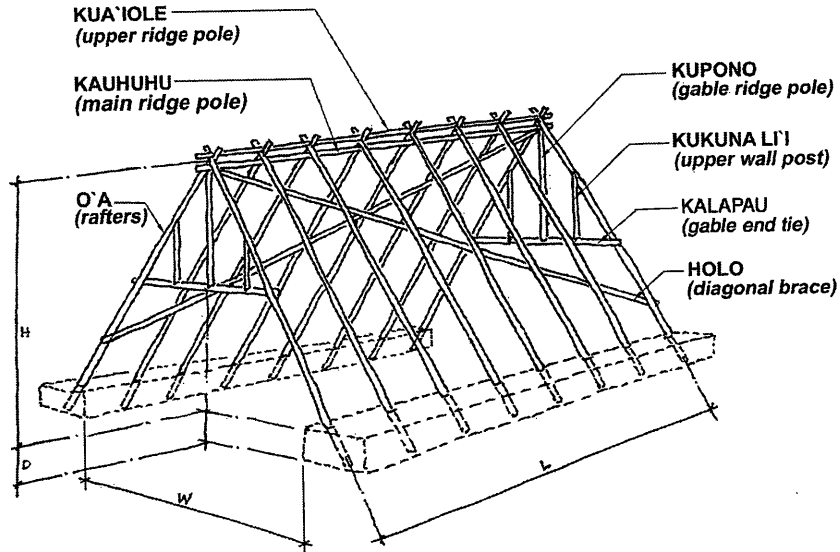 KUA`IOLE
(upper ridge pole)
KAUHUHU
(main ridge pole)
KUPONO
(gable ridge pole)
KUKUNA LI`I
(upper wall post)
O`A
(rafters)
KALAPAU
(gable end tie)
HOLO
(diagonal brace)
H
D
W
L